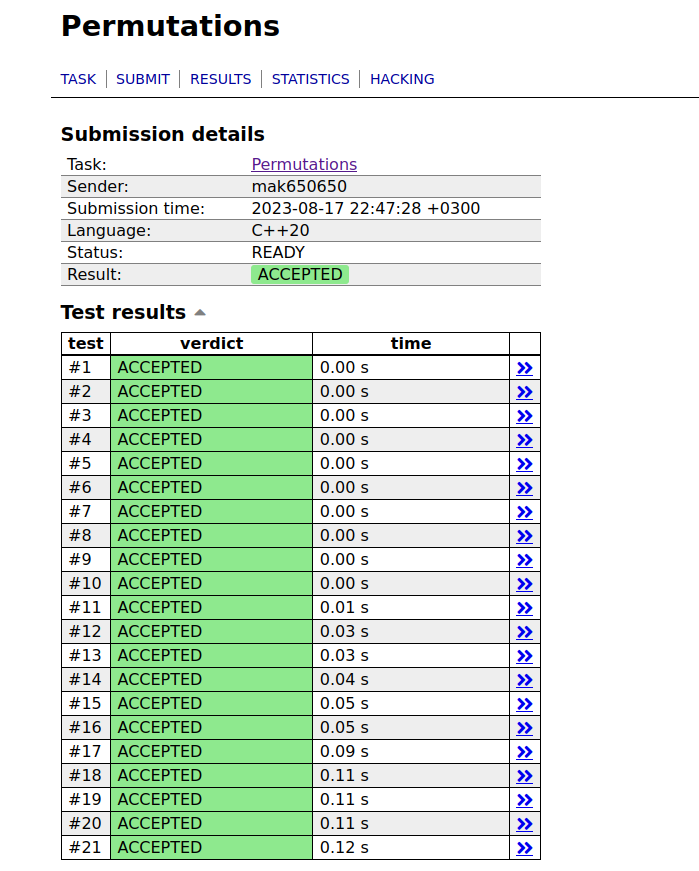 Permutations
TASK SUBMIT RESULTS STATISTICS HACKING
Submission details
Task: Permutations
Sender: mak650650
Submission time: 2023-08-17 22:47:28 +0300
Language: C++20
Status: READY
Result: ACCEPTED
Test results
test verdict time
#1 ACCEPTED 0.00 s
#2 ACCEPTED 0.00 s
#3 ACCEPTED 0.00 s
#4 ACCEPTED 0.00 s
#5 ACCEPTED 0.00 s
#6 ACCEPTED 0.00 s
#7 ACCEPTED 0.00 s
#8 ACCEPTED 0.00 s
#9 ACCEPTED 0.00 s
#10 ACCEPTED 0.00 s
#11 ACCEPTED 0.01 s
#12 ACCEPTED 0.03 s
#13 ACCEPTED 0.03 s
#14 ACCEPTED 0.04 s
#15 ACCEPTED 0.05 s
#16 ACCEPTED 0.05 s
#17 ACCEPTED 0.09 s
#18 ACCEPTED 0.11 s
#19 ACCEPTED 0.11 s
#20 ACCEPTED 0.11 s
#21 ACCEPTED 0.12 s